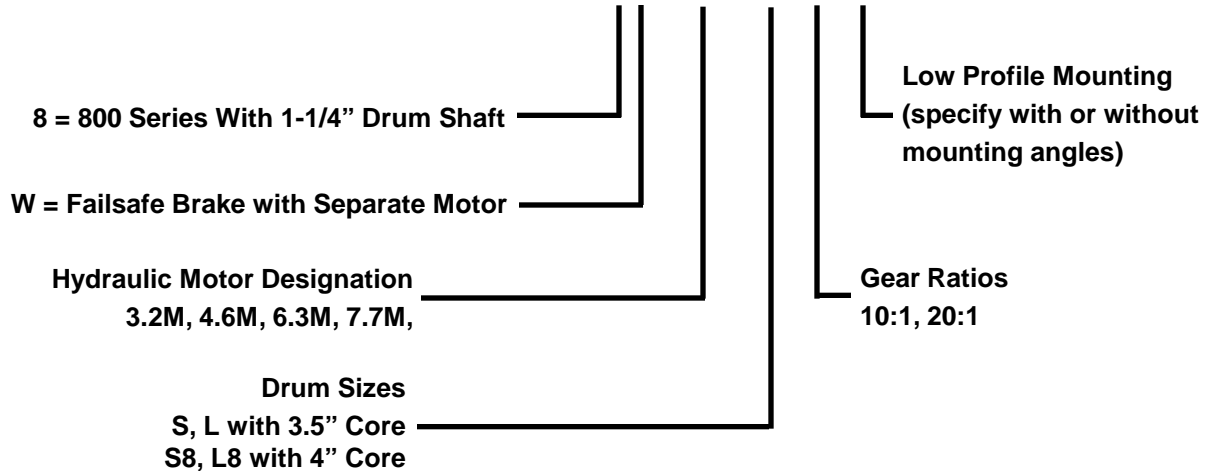 Low Profile Mounting
(specify with or without
mounting angles)
8 = 800 Series With 1-1/4” Drum Shaft
W = Failsafe Brake with Separate Motor
Hydraulic Motor Designation
3.2M, 4.6M, 6.3M, 7.7M,
Gear Ratios
10:1, 20:1
Drum Sizes
S, L with 3.5” Core
S8, L8 with 4” Core